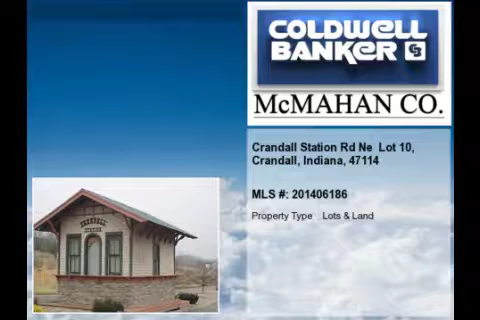 COLDWELL
BANKER CB
McMAHAN CO.
Crandall Station Rd Ne Lot 10,
Crandall, Indiana, 47114
MLS #: 201406186
Property Type Lots & Land
CRANDALL
STATION